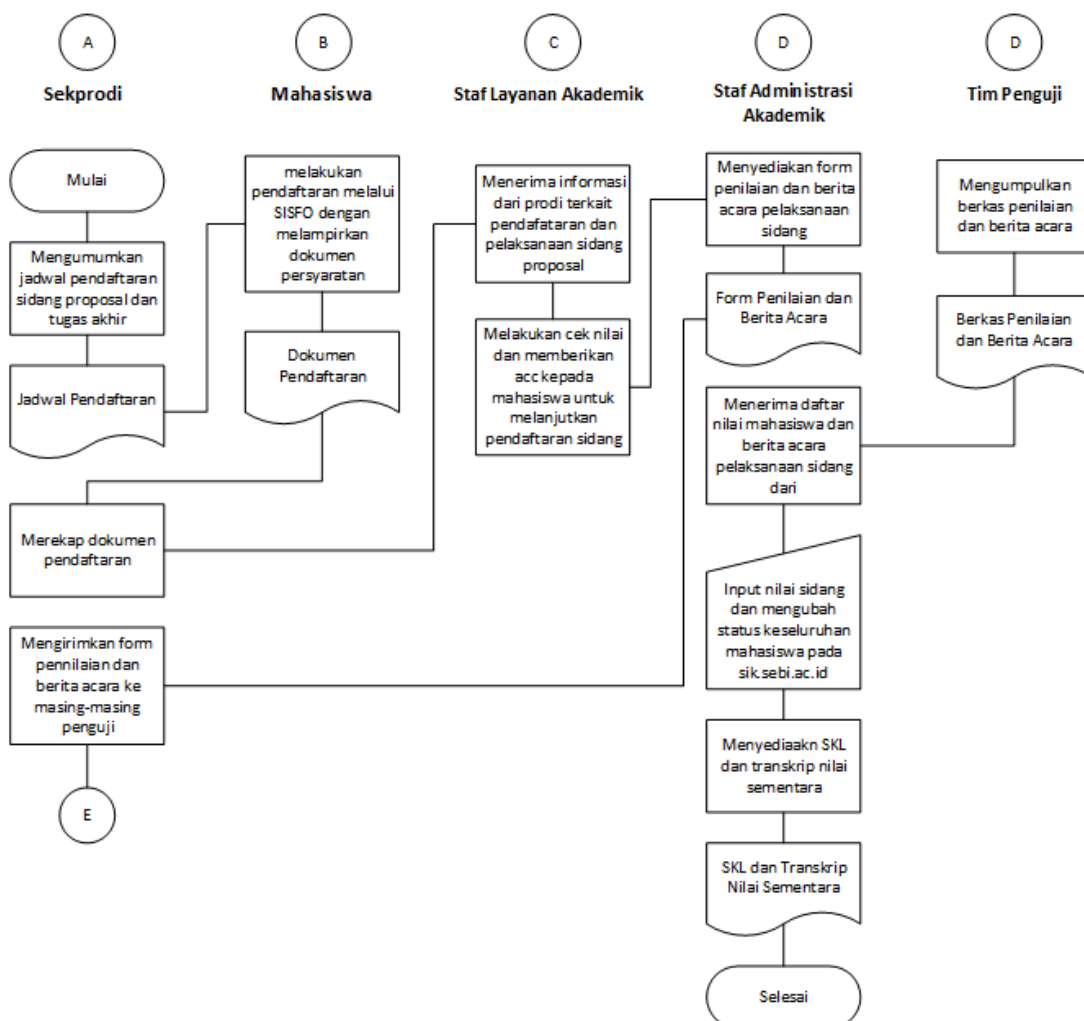 A
B
C
D
D
Sekprodi
Mahasiswa
Staf Layanan Akademik
Staf Administrasi
Akademik
Tim Penguji
Mulai
Mengumumkan
jadwal pendaftaran
sidang proposal dan
tugas akhir
Jadwal Pendaftaran
Merekap dokumen
pendaftaran
Mengirimkan form
pennilaian dan
berita acara ke
masing-masing
penguji
E
melakukan
pendaftaran melalui
SISFO dengan
melampirkan
dokumen
persyaratan
Dokumen
Pendaftaran
Menerima informasi
dari prodi terkait
pendafataran dan
pelaksanaan sidang
proposal
Melakukan cek nilai
dan memberikan
acc kepada
mahasiswa untuk
melanjutkan
pendaftaran sidang
Menyediakan form
penilaian dan berita
acara pelaksanaan
sidang
Form Penilaian dan
Berita Acara
Menerima daftar
nilai mahasiswa dan
berita acara
pelaksanaan sidang
dari
Input nilai sidang
dan mengubah
status keseluruhan
mahasiswa pada
sik.sebi.ac.id
Menyediaakn SKL
dan transkrip nilai
sementara
SKL dan Transkrip
Nilai Sementara
Selesai
Mengumpulkan
berkas penilaian
dan berita acara
Berkas Penilaian
dan Berita Acara